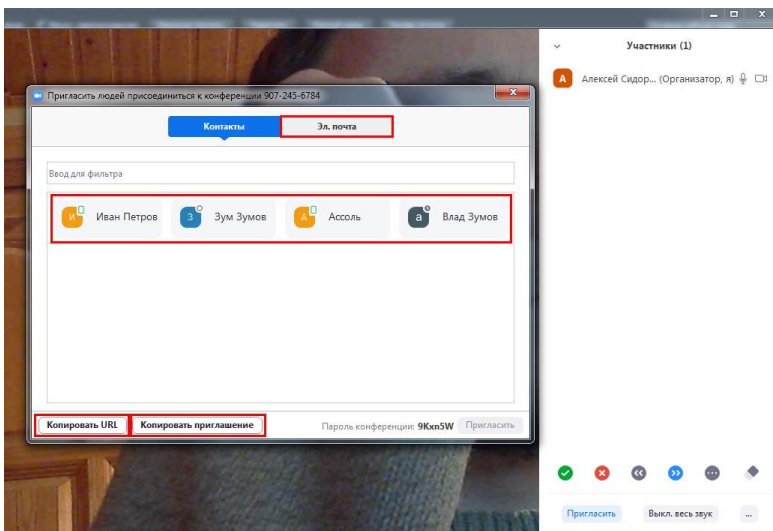 Участники (1)
А Алексей Сидор... (Организатор, я)
Пригласить людей присоединиться к конференции 907-245-6784
Контакты Эл. почта
Ввод для фильтра
И Иван Петров З Зум Зумов А Ассоль а Влад Зумов
Копировать URL Копировать приглашение Пароль конференции: 9Kxn5W Пригласить
Пригласить Выкл. весь звук ...